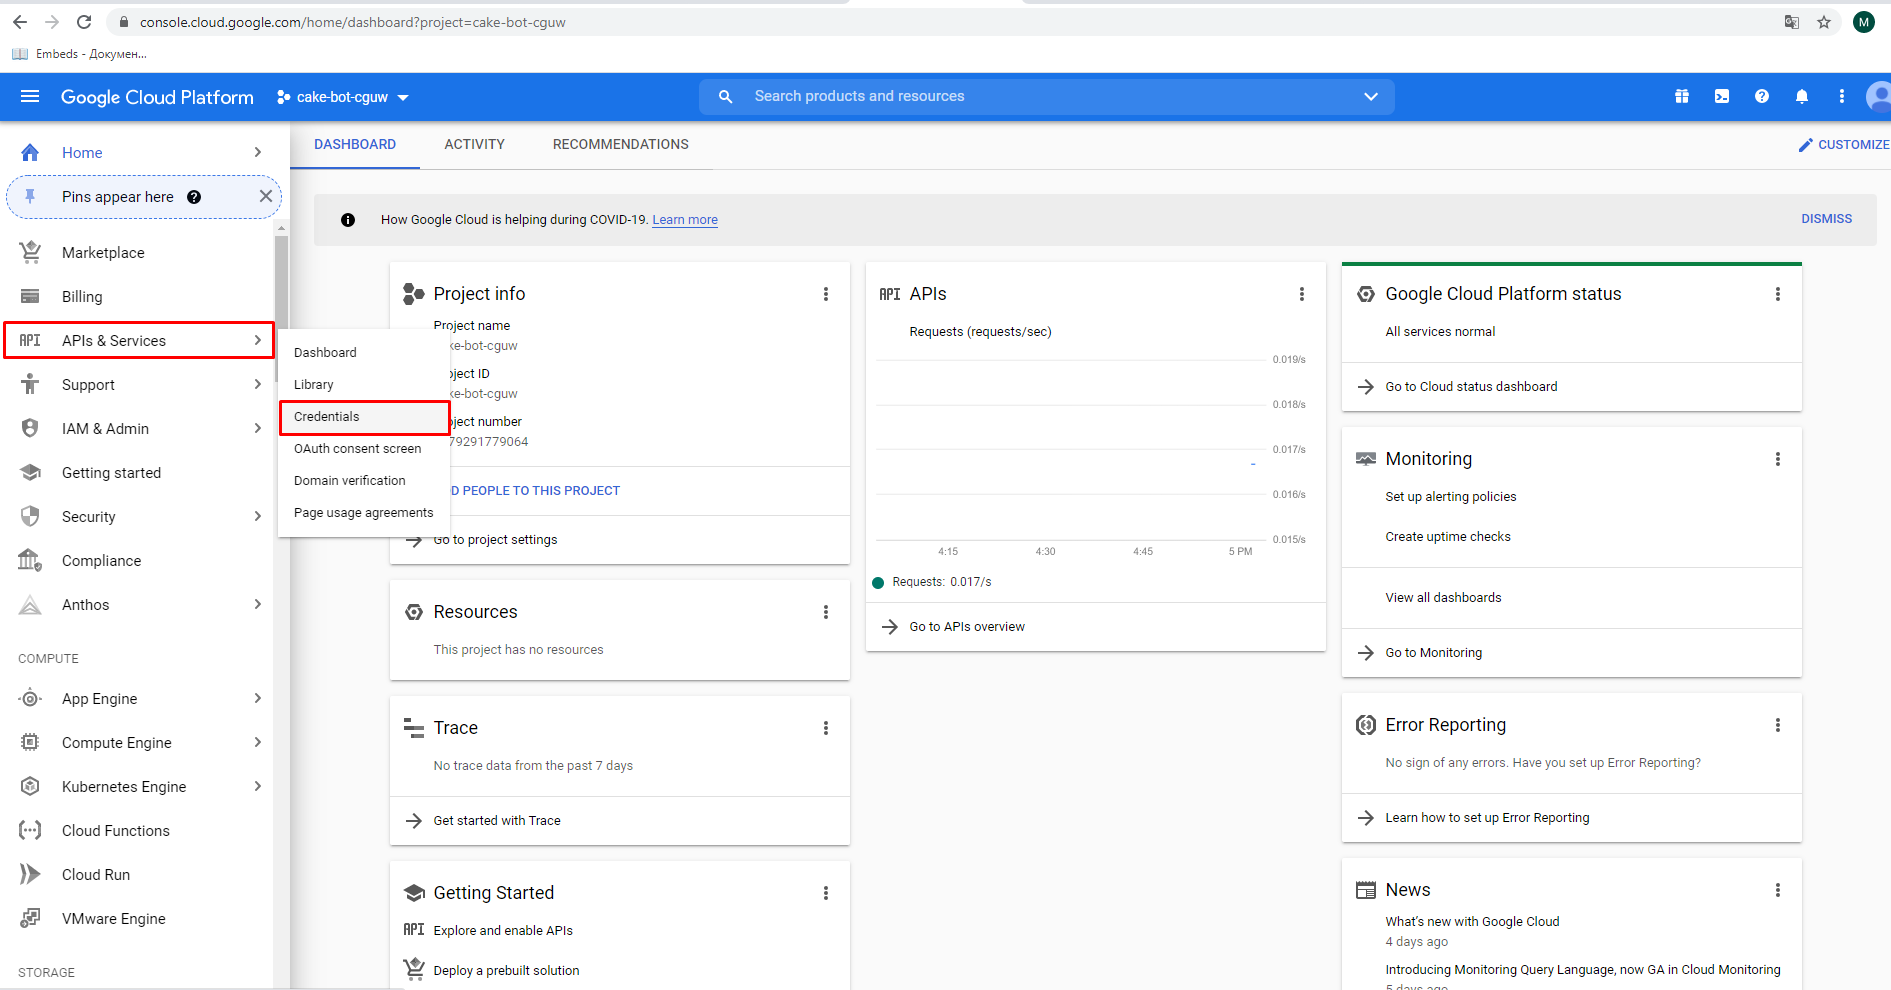 console.cloud.google.com/home/dashboard?project=cake-bot-cguw
M
Embeds - Докумен...
Google Cloud Platform
cake-bot-cguw
Search products and resources
Home
Pins appear here
Marketplace
Billing
API APIs & Services
Support
IAM & Admin
Getting started
Security
Compliance
Anthos
COMPUTE
App Engine
Compute Engine
Kubernetes Engine
Cloud Functions
Cloud Run
VMware Engine
STORAGE
Dashboard
Library
Credentials
OAuth consent screen
Domain verification
Page usage agreements
DASHBOARD
ACTIVITY
RECOMMENDATIONS
CUSTOMIZE
How Google Cloud is helping during COVID-19. Learn more
DISMISS
Project info
Project name
ke-bot-cguw
oject ID
ke-bot-cguw
oject number
79291779064
D PEOPLE TO THIS PROJECT
Go to project settings
Resources
This project has no resources
Trace
No trace data from the past 7 days
Get started with Trace
Getting Started
API Explore and enable APIs
Deploy a prebuilt solution
API APIs
Requests (requests/sec)
0.019/s
0.018/s
0.017/s
0.016/s
0.015/s
4:15
4:30
4:45
5 PM
Requests: 0.017/s
Go to APIs overview
Google Cloud Platform status
All services normal
Go to Cloud status dashboard
Monitoring
Set up alerting policies
Create uptime checks
View all dashboards
Go to Monitoring
Error Reporting
No sign of any errors. Have you set up Error Reporting?
Learn how to set up Error Reporting
News
What's new with Google Cloud
4 days ago
Introducing Monitoring Query Language, now GA in Cloud Monitoring
5 days ago